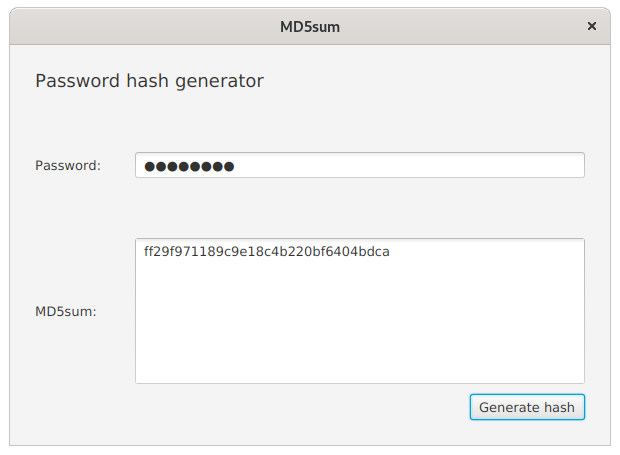 MD5sum
Password hash generator
Password: ●●●●●●●●
ff29f971189c9e18c4b220bf6404bdca
MD5sum:
Generate hash